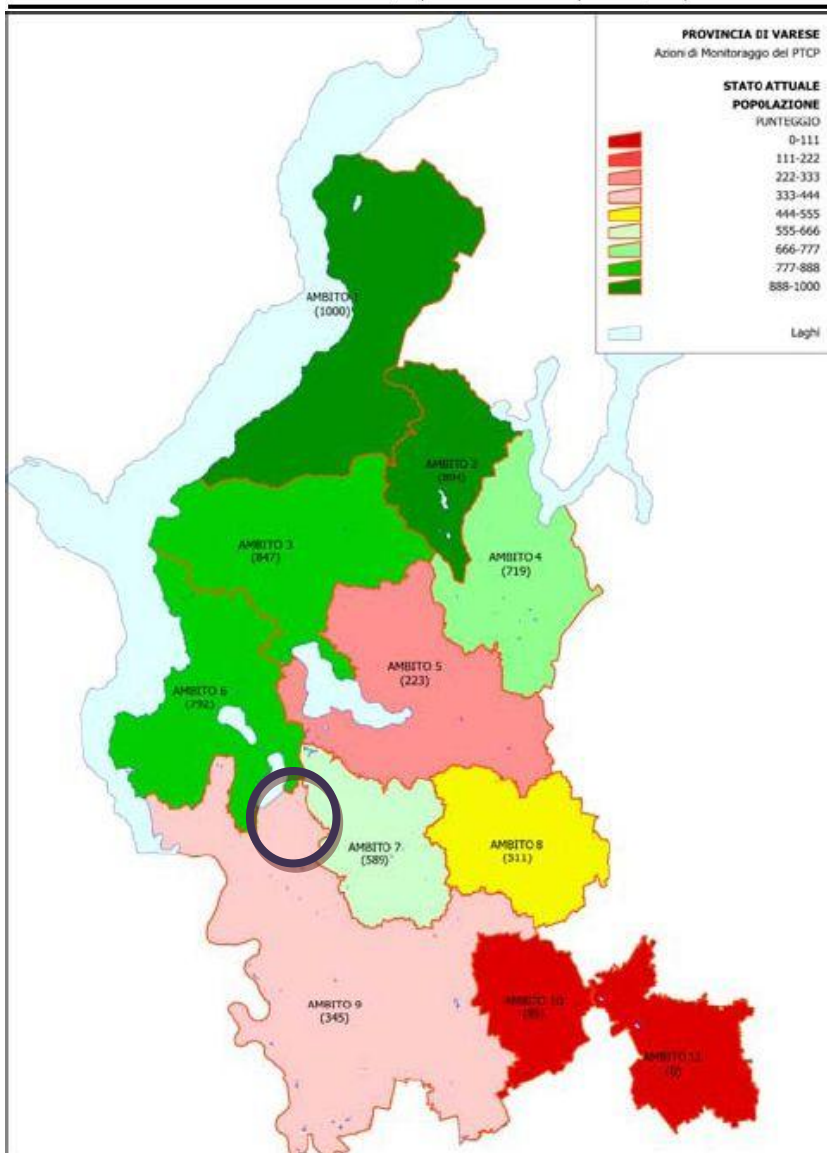 PROVINCIA DI VARESE
Azioni di Monitoraggio del PTCP
STATO ATTUALE
POPOLAZIONE
PUNTEGGIO
0-111
111-222
222-333
333-444
444-555
555-666
666-777
777-888
888-1000
Laghi
AMBITO 1
(1000)
AMBITO 2
AMBITO 3
(847)
AMBITO 4
(719)
AMBITO 5
(223)
AMBITO 6
(792)
AMBITO 7
(589)
AMBITO 8
(511)
AMBITO 9
(345)
AMBITO 10
AMBITO